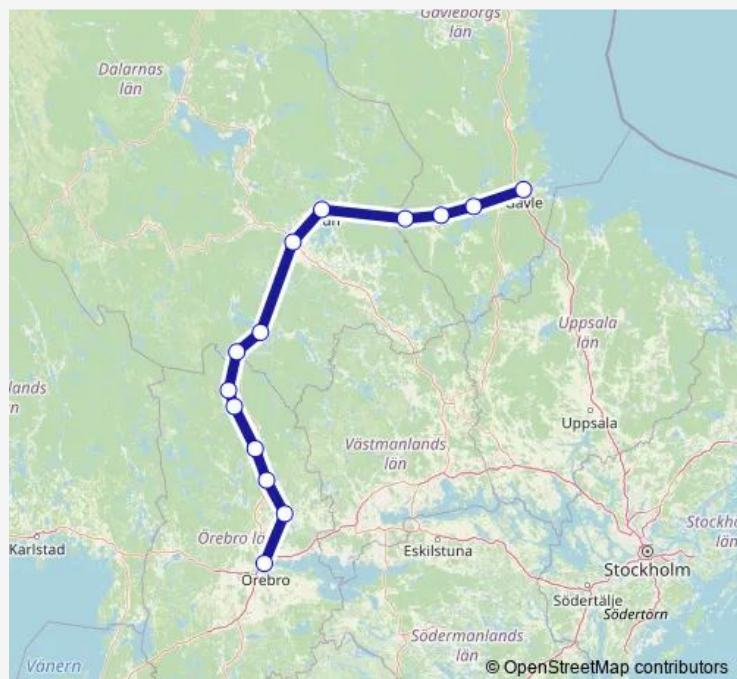 Gävleborgs
län
Dalarnas
län
Gävle
Uppsala
län
Uppsala
Västmanlands
län
Örebro lä
Karlstad
Eskilstuna
Stockh
län
Stockholm
Örebro
Södertälje
Södertörn
Södermanlands
län
Vänern
© OpenStreetMap contributors